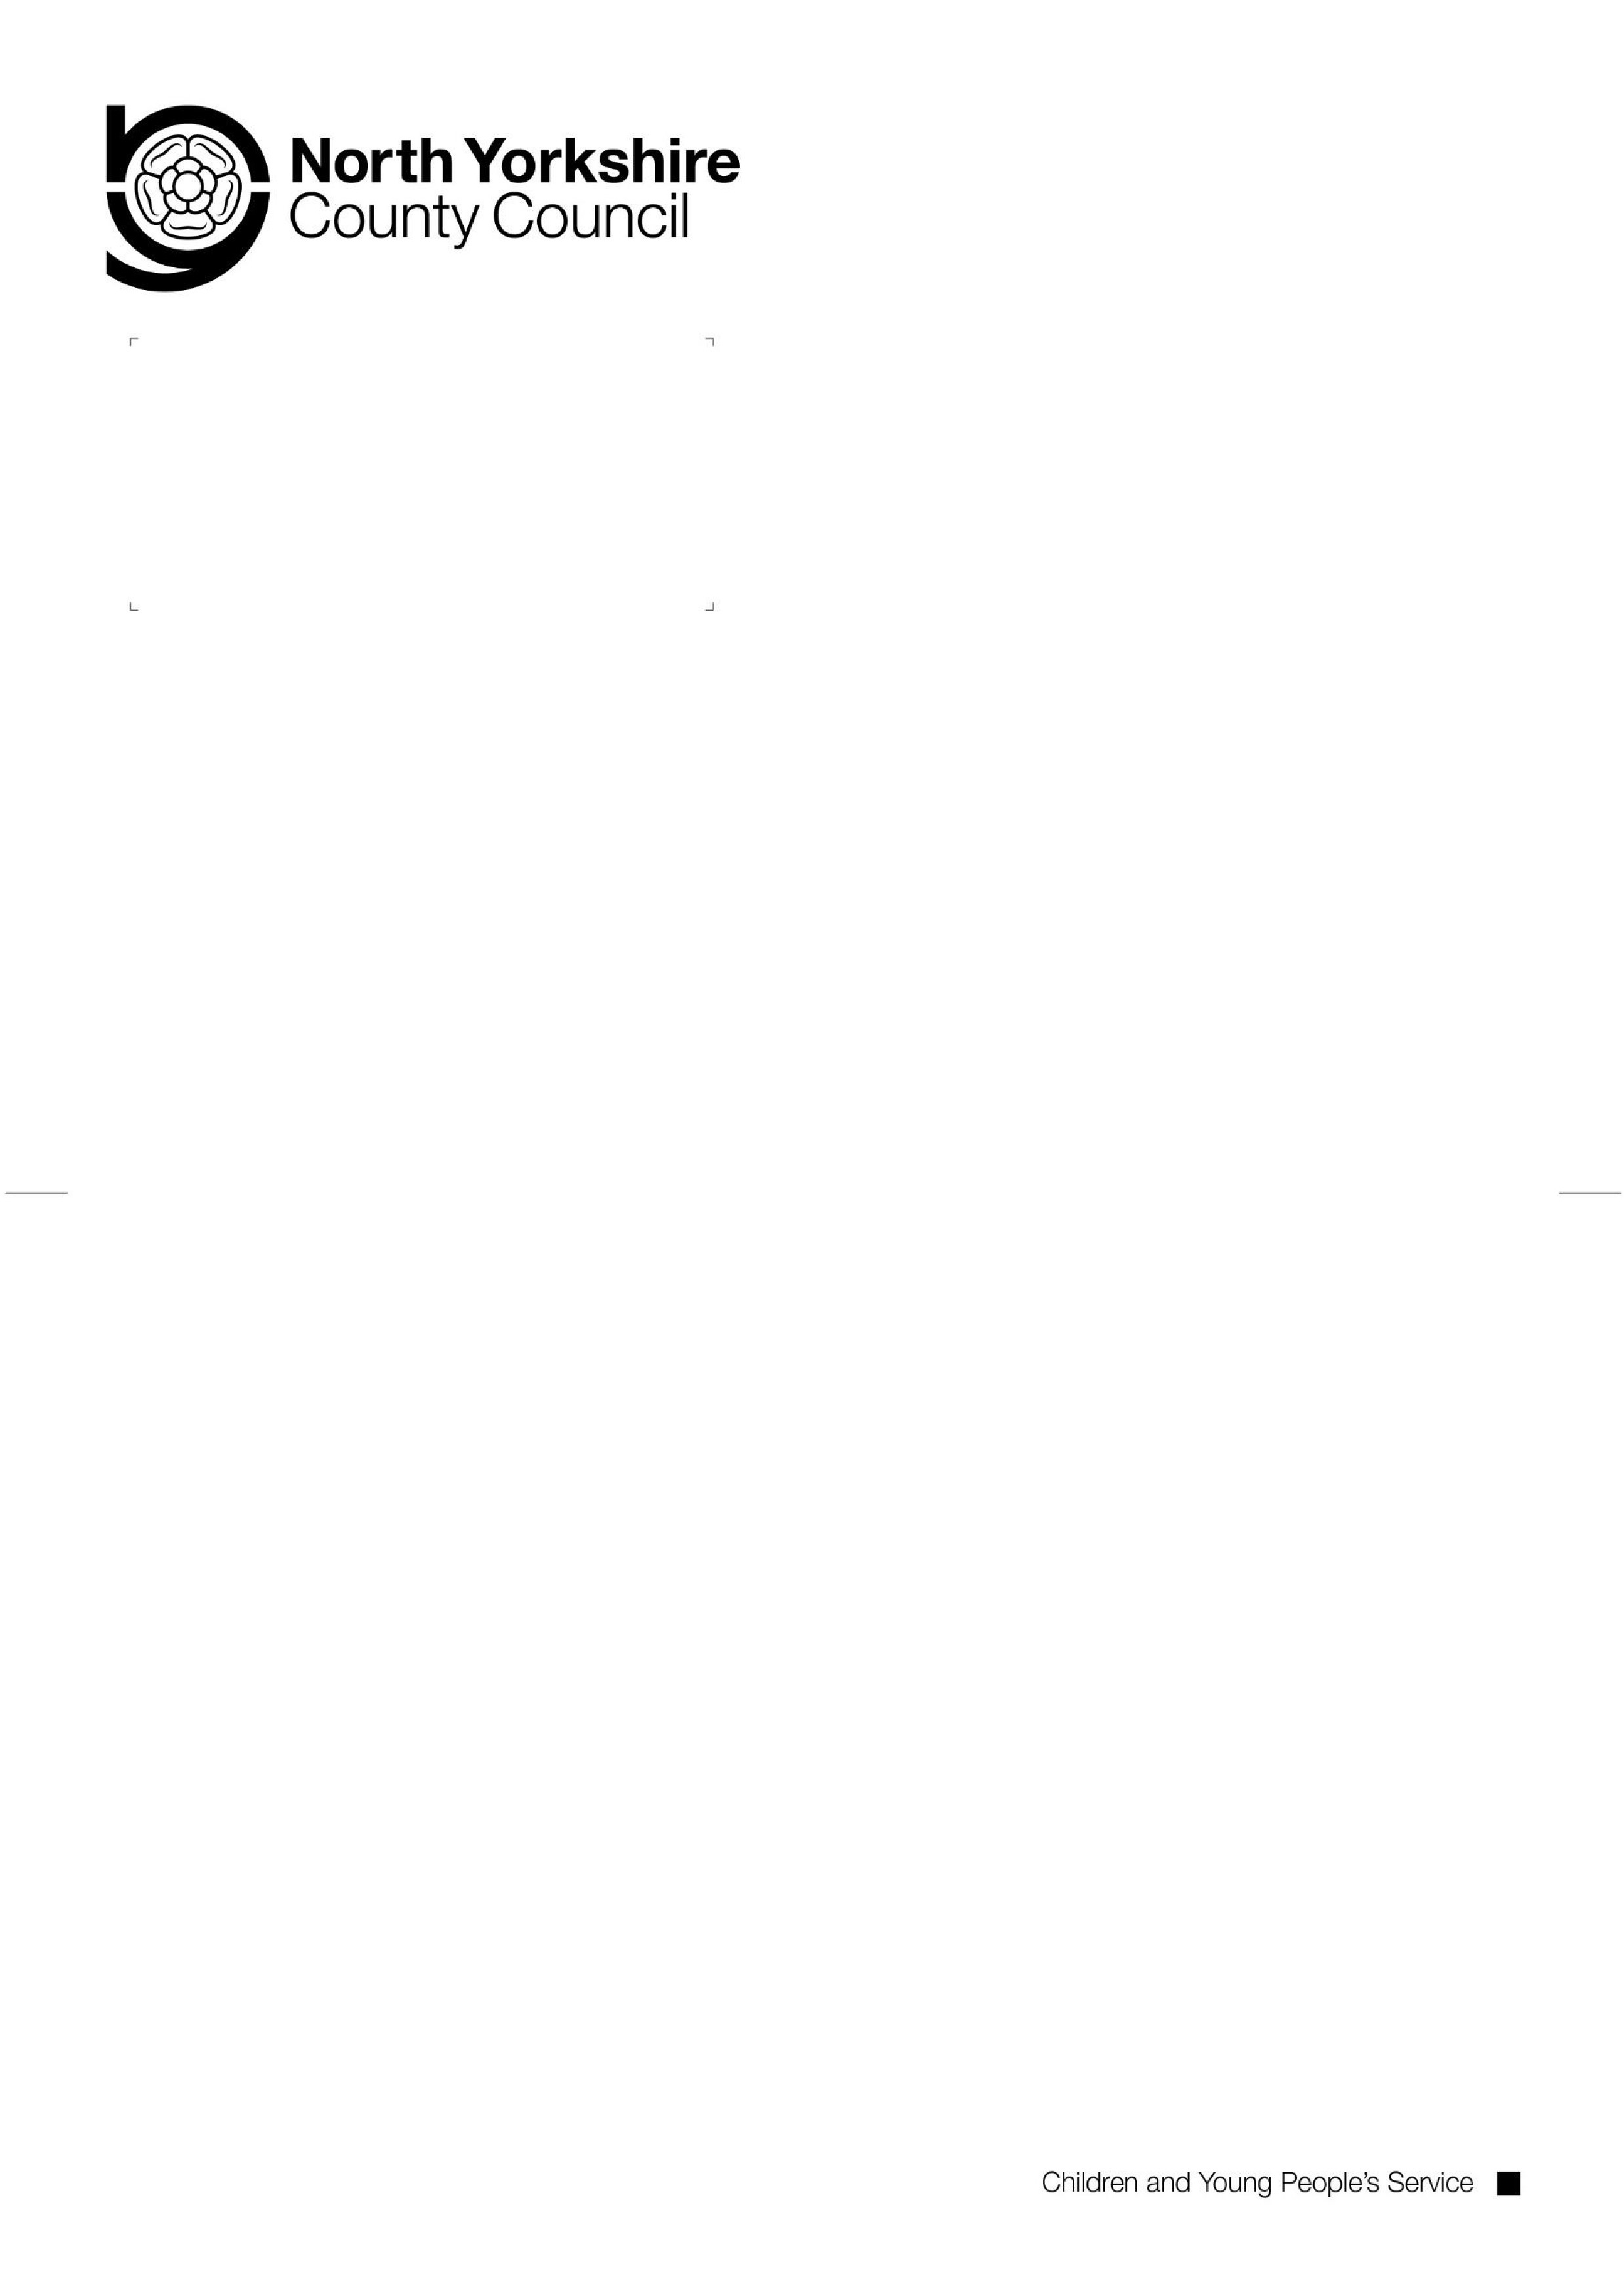 North Yorkshire
County Council
Children and Young People's Service